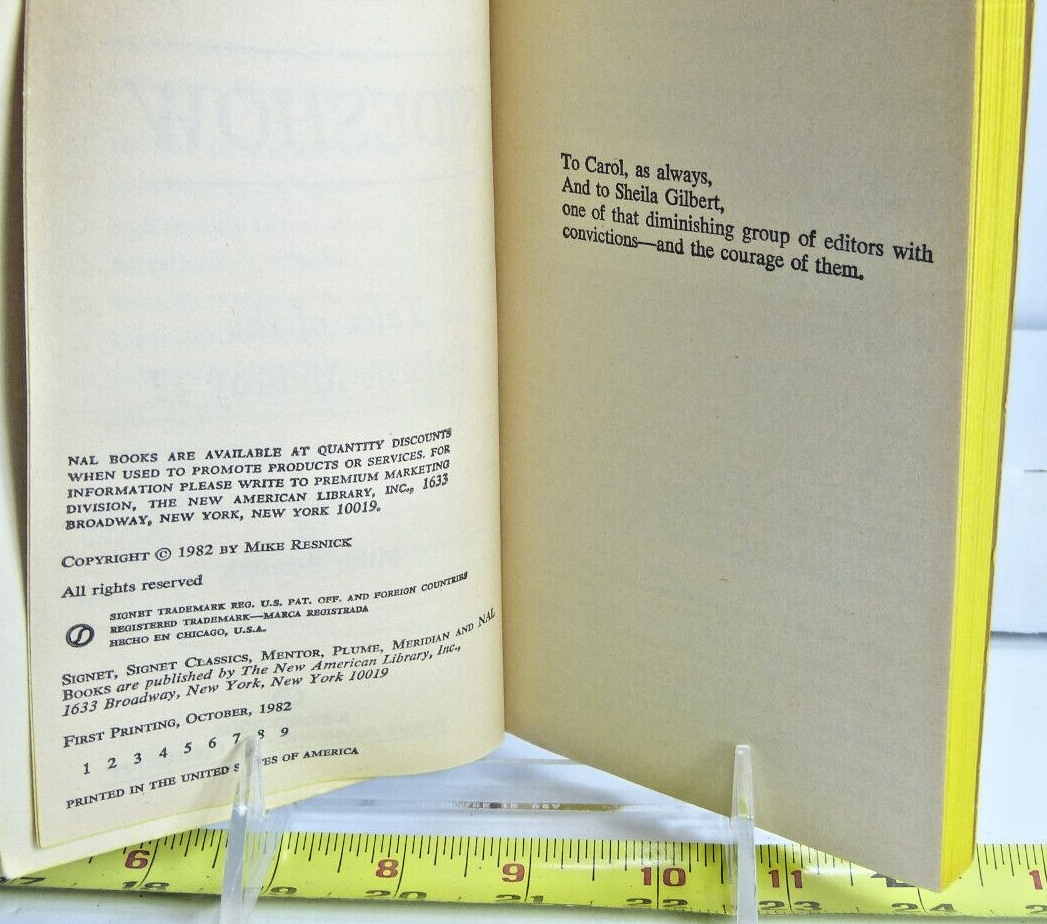 NAL BOOKS ARE AVAILABLE AT QUANTITY DISCOUNTS
WHEN USED TO PROMOTE PRODUCTS OR SERVICES. FOR
INFORMATION PLEASE WRITE TO PREMIUM MARKETING
DIVISION, THE NEW AMERICAN LIBRARY, INC., 1633
BROADWAY, NEW YORK, NEW YORK 10019.
COPYRIGHT © 1982 BY MIKE RESNICK
All rights reserved
SIGNET TRADEMARK REG. U.S. PAT. OFF. AND FOREIGN COUNTRIES
REGISTERED TRADEMARK—MARCA REGISTRADA
HECHO EN CHICAGO, U.S.A.
SIGNET, SIGNET CLASSICS, MENTOR, PLUME, MERIDIAN AND NAL
BOOKS are published by The New American Library, Inc.,
1633 Broadway, New York, New York 10019
FIRST PRINTING, OCTOBER, 1982
1 2 3 4 5 6 7 8 9
PRINTED IN THE UNITED S ES OF AMERICA
To Carol, as always,
And to Sheila Gilbert,
one of that diminishing group of editors with
convictions—and the courage of them.
6 8 9 10 11
18 20 23 24